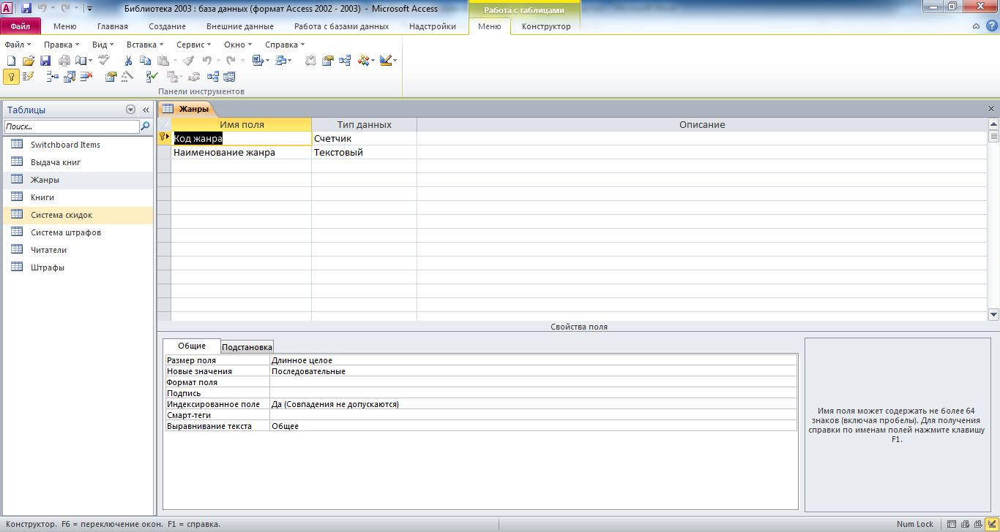 Библиотека 2003 : база данных (формат Access 2002 - 2003) - Microsoft Access
Работа с таблицами
Файл Меню Главная Создание Внешние данные Работа с базами данных Надстройки Меню Конструктор
Файл Правка Вид Вставка Сервис Окно Справка
Панели инструментов
Таблицы
Поиск...
Switchboard Items
Выдача книг
Жанры
Книги
Система скидок
Система штрафов
Читатели
Штрафы
Жанры
Имя поля Тип данных Описание
Код жанра Счетчик
Наименование жанра Текстовый
Свойства поля
Общие Подстановка
Размер поля Длинное целое
Новые значения Последовательные
Формат поля
Подпись
Индексированное поле Да (Совпадения не допускаются)
Смарт-теги
Выравнивание текста Общее
Имя поля может содержать не более 64
знаков (включая пробелы). Для получения
справки по именам полей нажмите клавишу
F1.
Конструктор. F6 = переключение окон. F1 = справка.
Num Lock